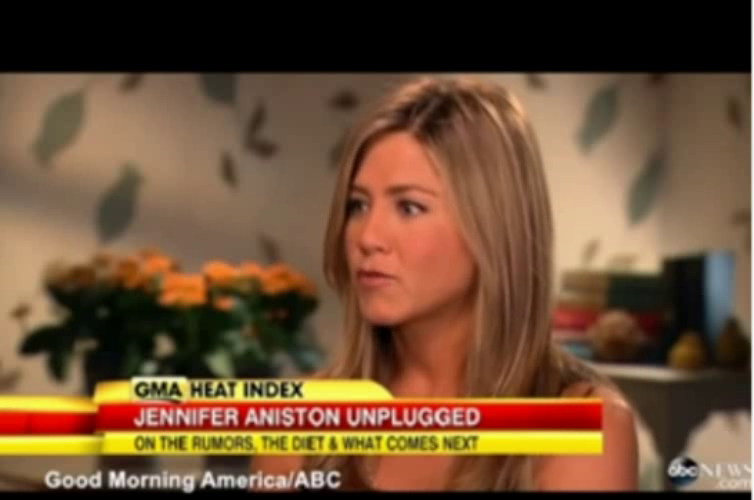 GMA HEAT INDEX
JENNIFER ANISTON UNPLUGGED
ON THE RUMORS, THE DIET & WHAT COMES NEXT
Good Morning America/ABC
abc NEWS
.com